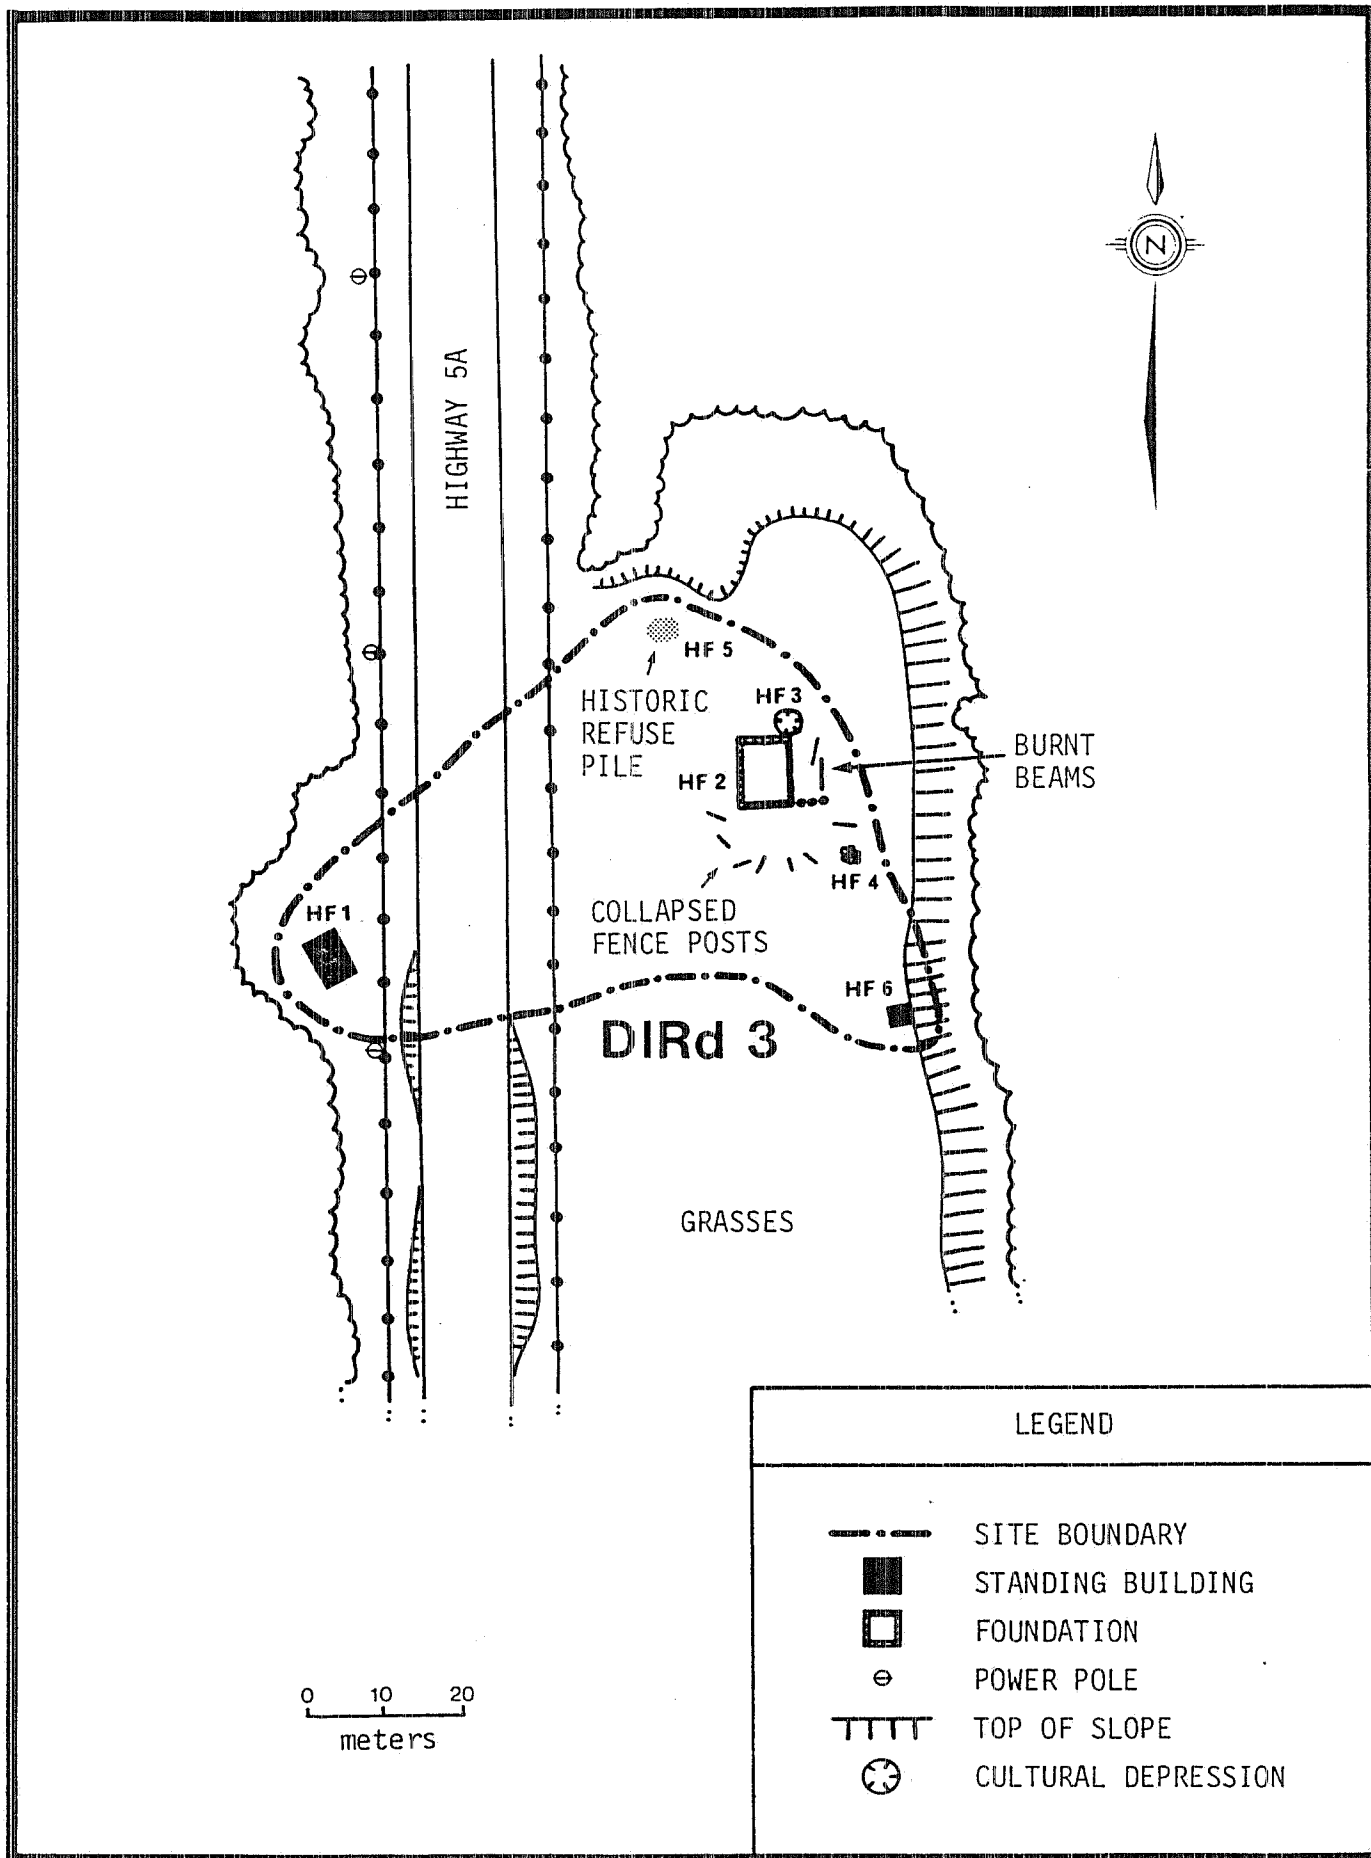 HIGHWAY 5A
N
HF 5
HISTORIC
REFUSE
PILE
HF 3
HF 2
BURNT
BEAMS
HF 4
HF 1
COLLAPSED
FENCE POSTS
HF 6
DIRd 3
GRASSES
0 10 20
meters
LEGEND
SITE BOUNDARY
STANDING BUILDING
FOUNDATION
POWER POLE
TOP OF SLOPE
CULTURAL DEPRESSION